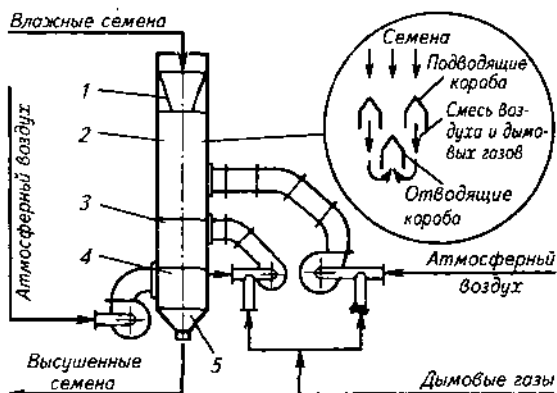 Влажные семена
Атмосферный воздух
1
2
3
4
5
Семена
Подводящие
короба
Смесь воз-
духа и дымо-
вых газов
Отводящие
короба
Атмосферный
воздух
Высушенные
семена
Дымовые газы